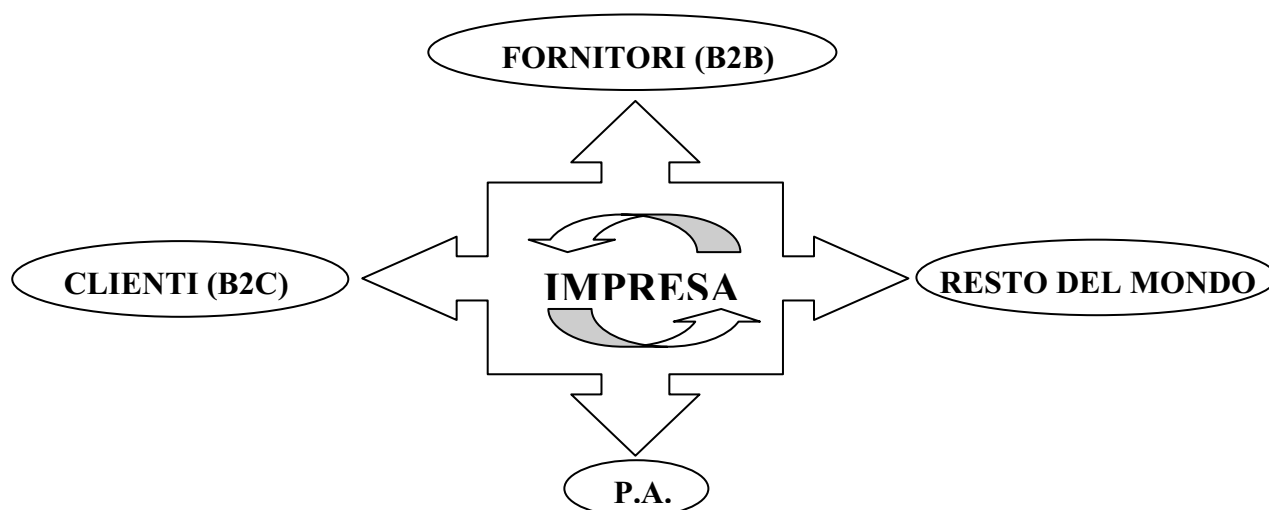 FORNITORI (B2B)
CLIENTI (B2C)
IMPRESA
RESTO DEL MONDO
P.A.